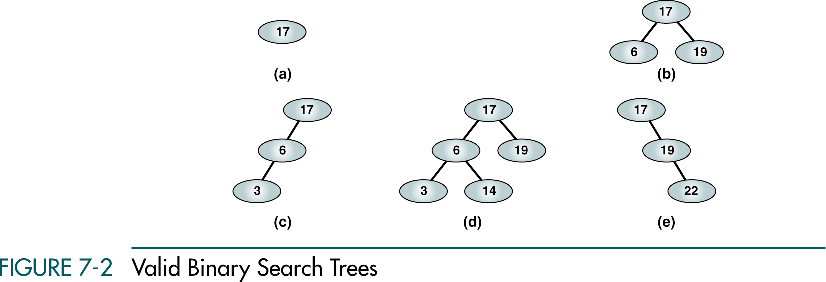 17
(a)
17
6 19
(b)
17
6
3
(c)
17
6 19
3 14
(d)
17
19
22
(e)
FIGURE 7-2 Valid Binary Search Trees